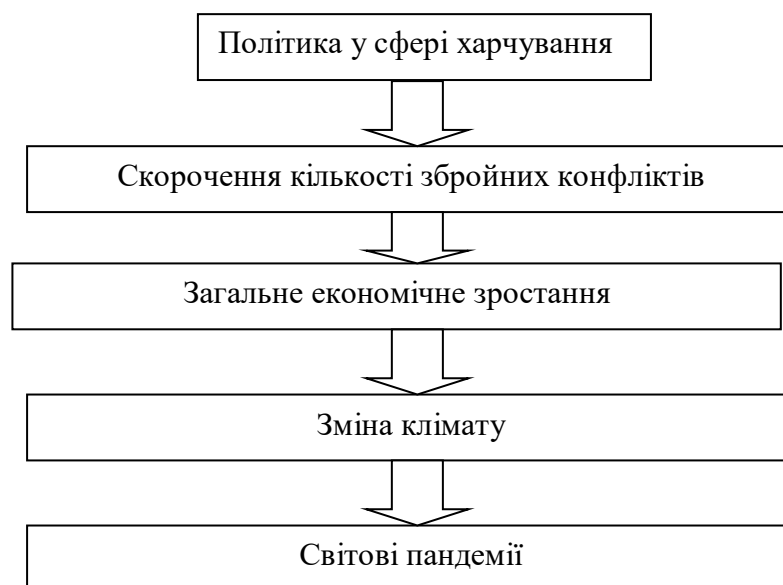 Політика у сфері харчування
Скорочення кількості збройних конфліктів
Загальне економічне зростання
Зміна клімату
Світові пандемії